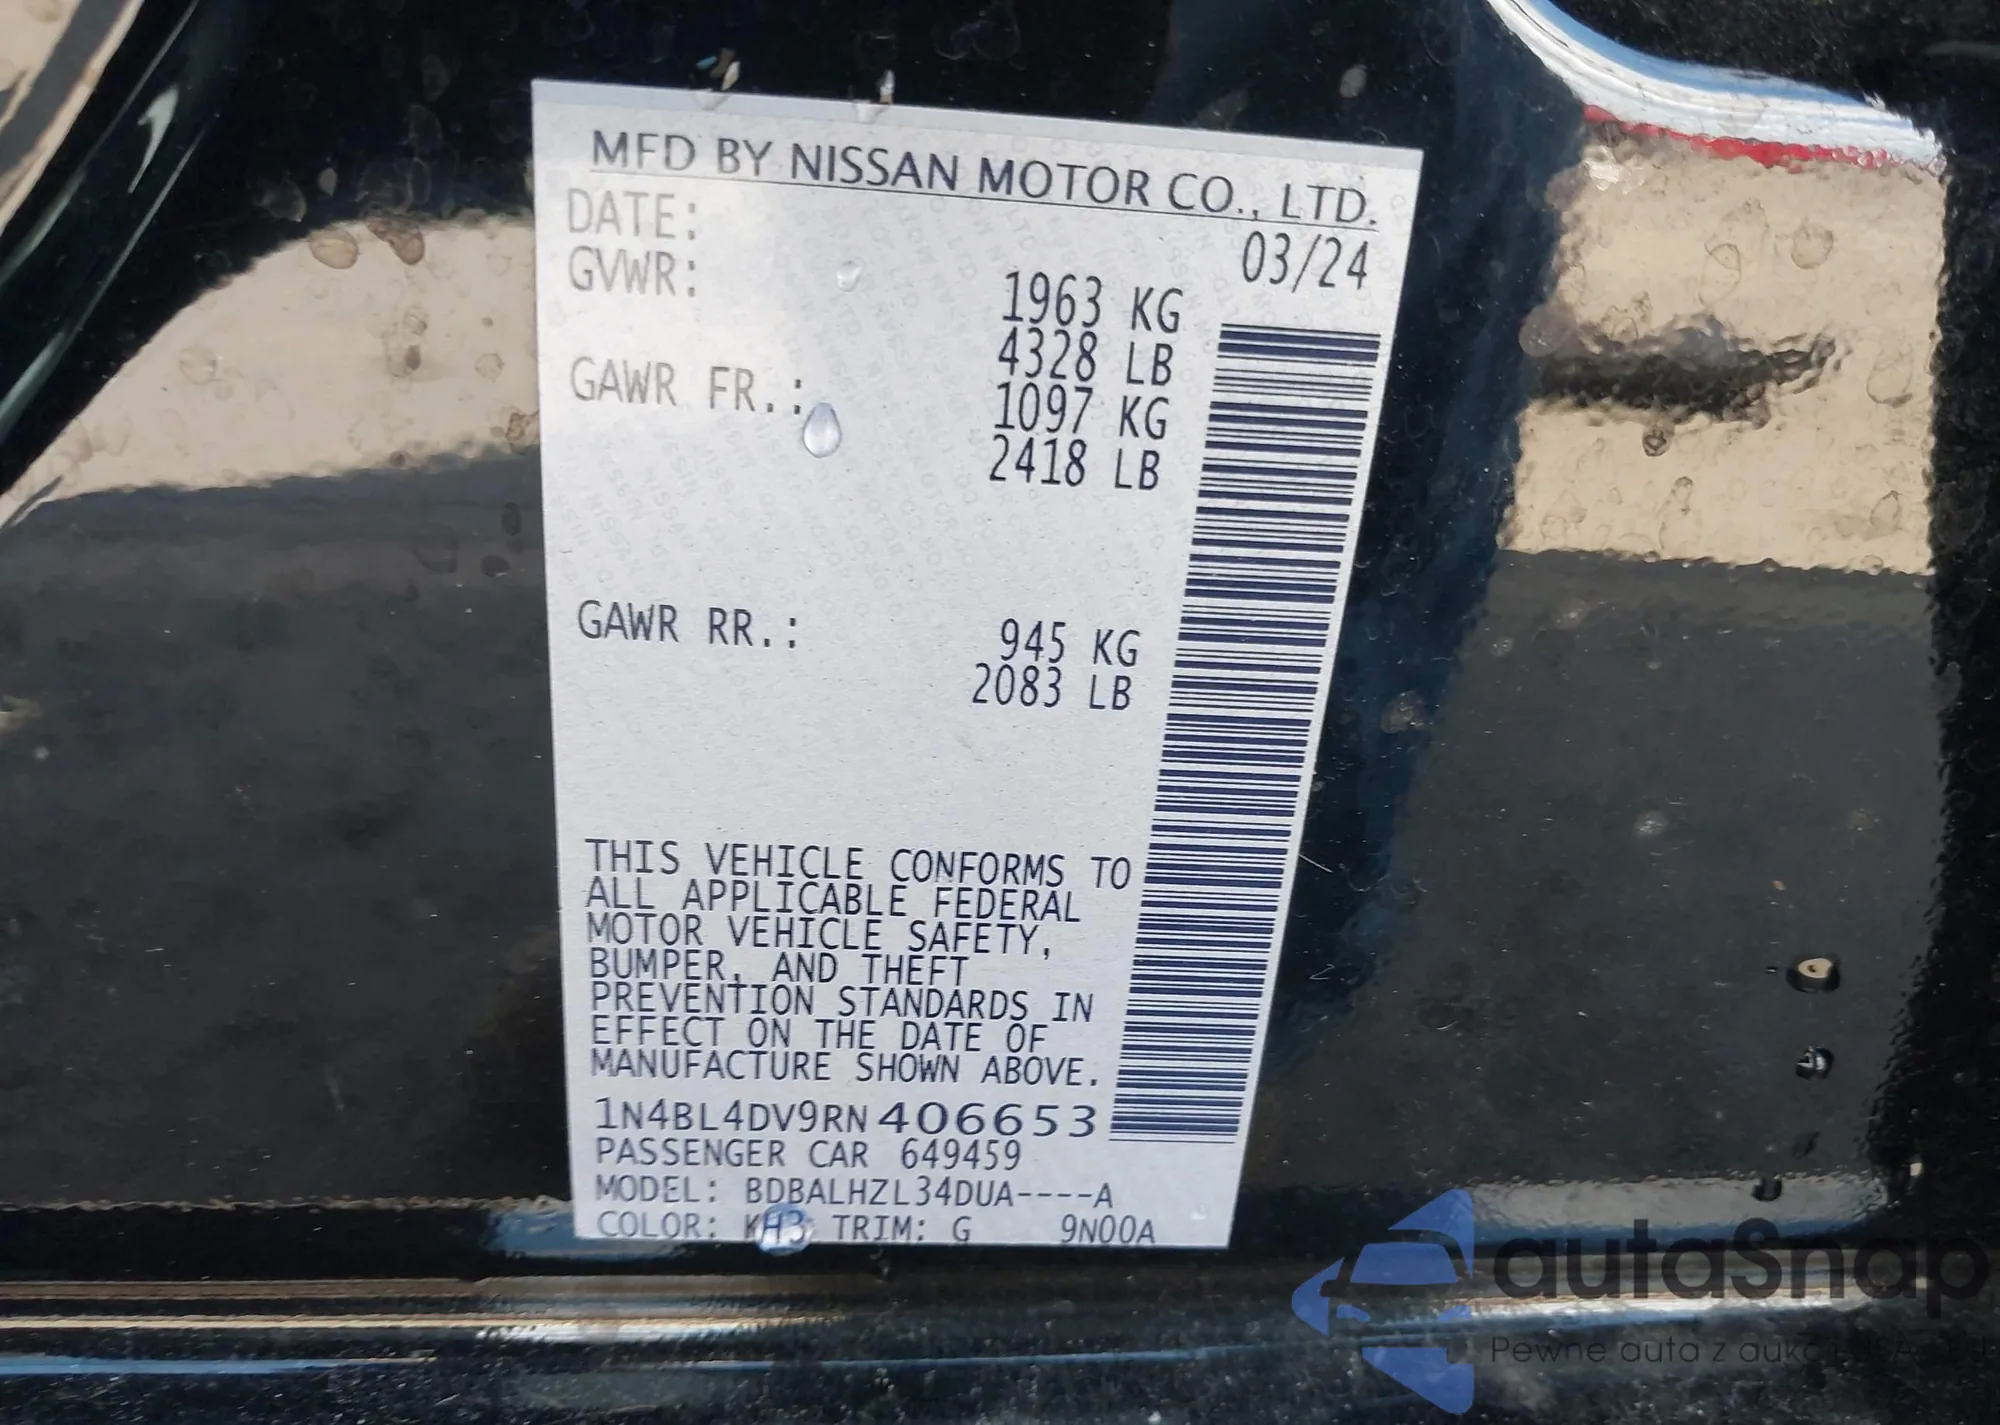 MFD BY NISSAN MOTOR CO., LTD.
DATE: 03/24
GVWR: 1963 KG
4328 LB
GAWR FR.: 1097 KG
2418 LB
GAWR RR.: 945 KG
2083 LB
THIS VEHICLE CONFORMS TO
ALL APPLICABLE FEDERAL
MOTOR VEHICLE SAFETY,
BUMPER, AND THEFT
PREVENTION STANDARDS IN
EFFECT ON THE DATE OF
MANUFACTURE SHOWN ABOVE.
1N4BL4DV9RN406653
PASSENGER CAR 649459
MODEL: BDBALHZL34DUA----A
COLOR: KH3 TRIM: G 9N00A
autaSnap
Pewne auta z